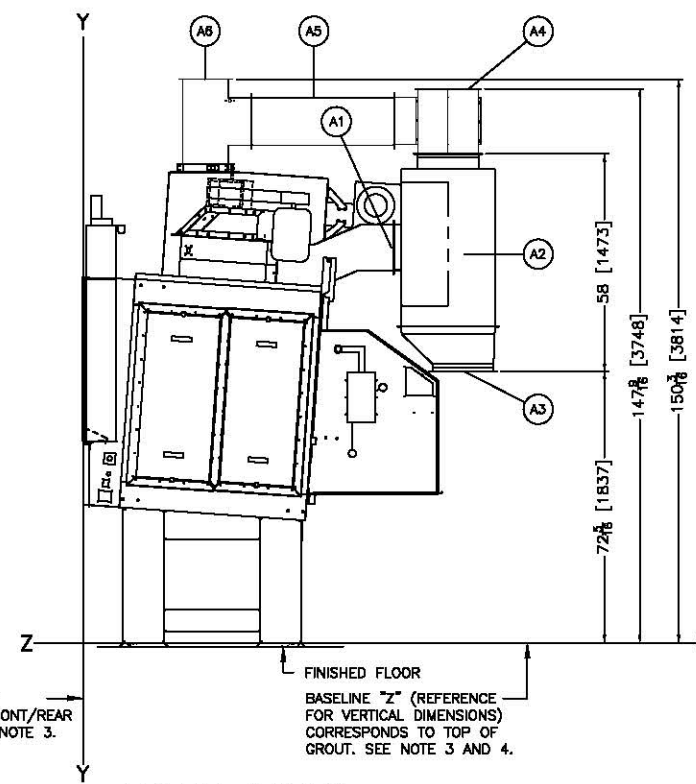 Y
A6
A5
A4
A1
A2
A3
58 [1473]
147 9/16 [3748]
150 3/16 [3814]
72 5/16 [1837]
Z
FINISHED FLOOR
BASELINE "Z" (REFERENCE
FOR VERTICAL DIMENSIONS)
CORRESPONDS TO TOP OF
GROUT. SEE NOTE 3 AND 4.
ONT/REAR
NOTE 3.
Y